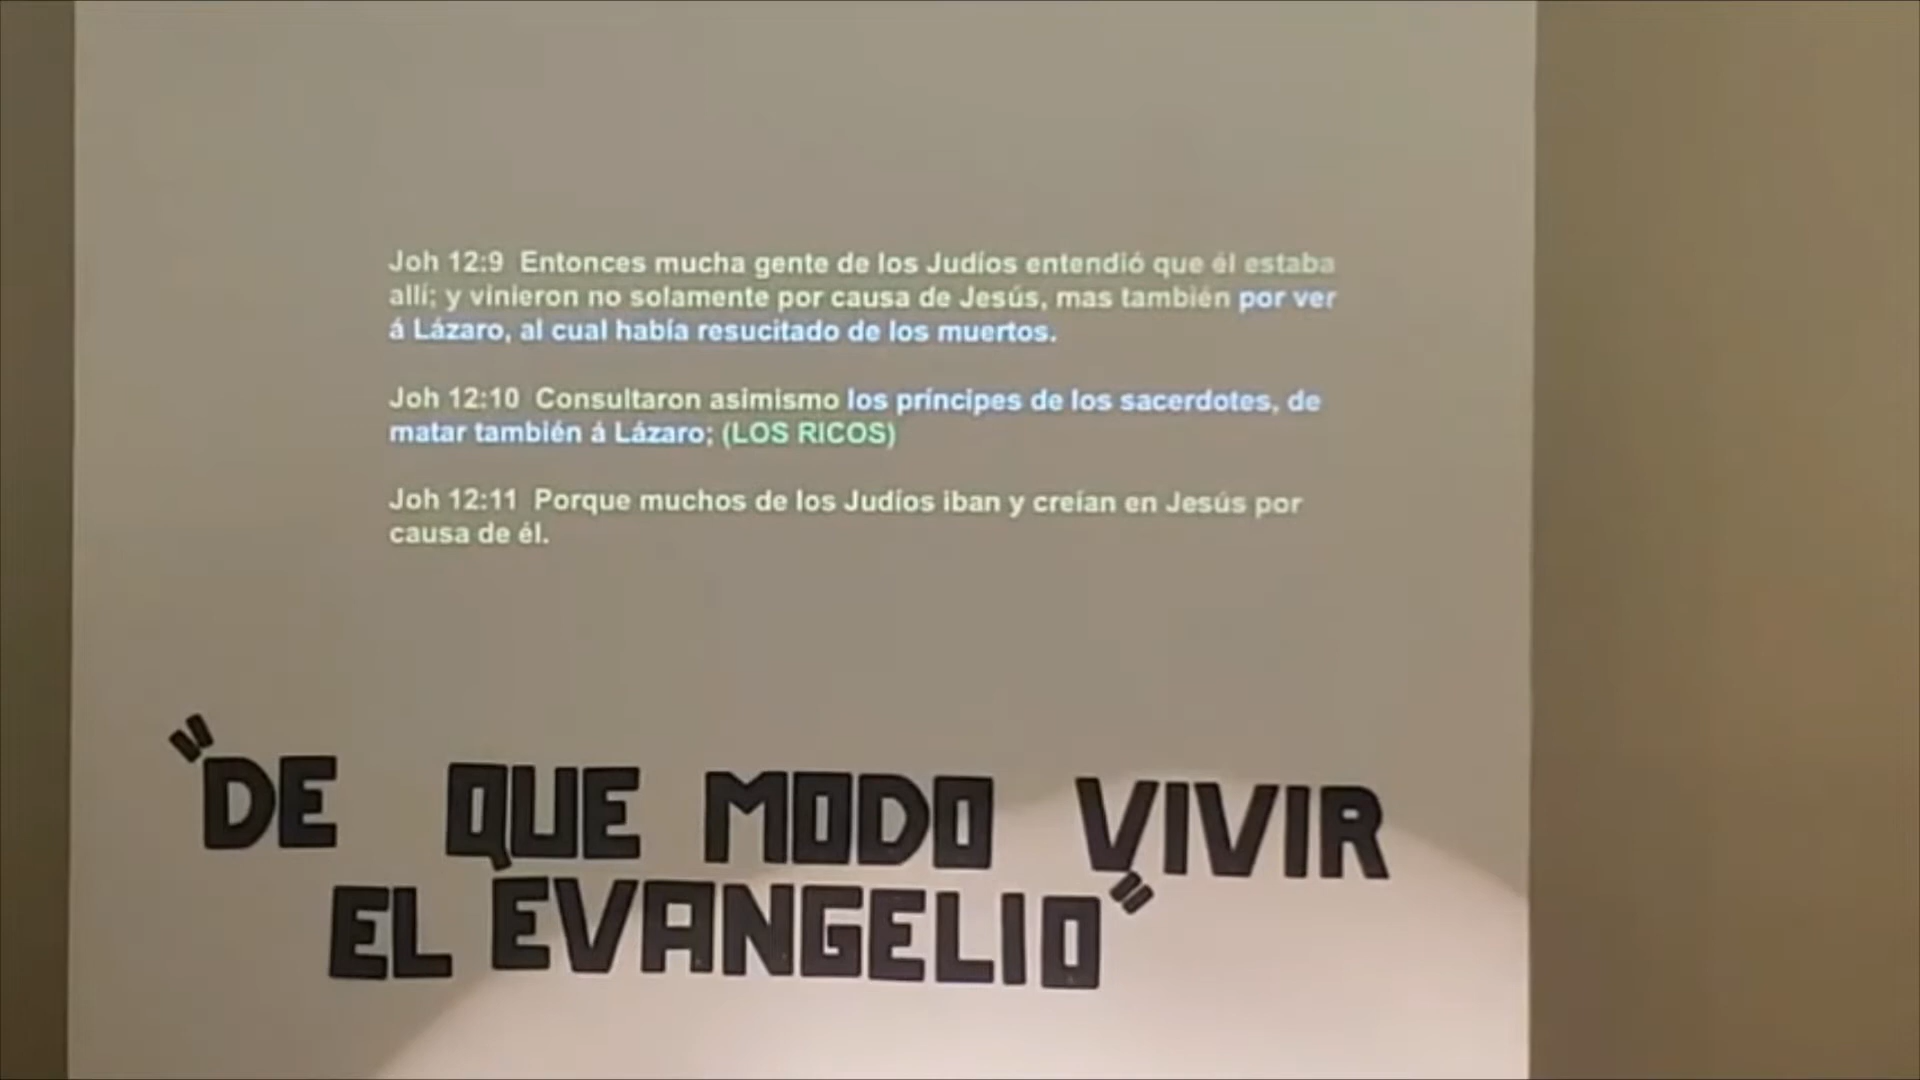 Joh 12:9  Entonces mucha gente de los Judíos entendió que él estaba
allí; y vinieron no solamente por causa de Jesús, mas también por ver
á Lázaro, al cual había resucitado de los muertos.
Joh 12:10  Consultaron asimismo los príncipes de los sacerdotes, de
matar también á Lázaro; (LOS RICOS)
Joh 12:11  Porque muchos de los Judíos iban y creían en Jesús por
causa de él.
"DE QUE MODO VIVIR
EL EVANGELIO"